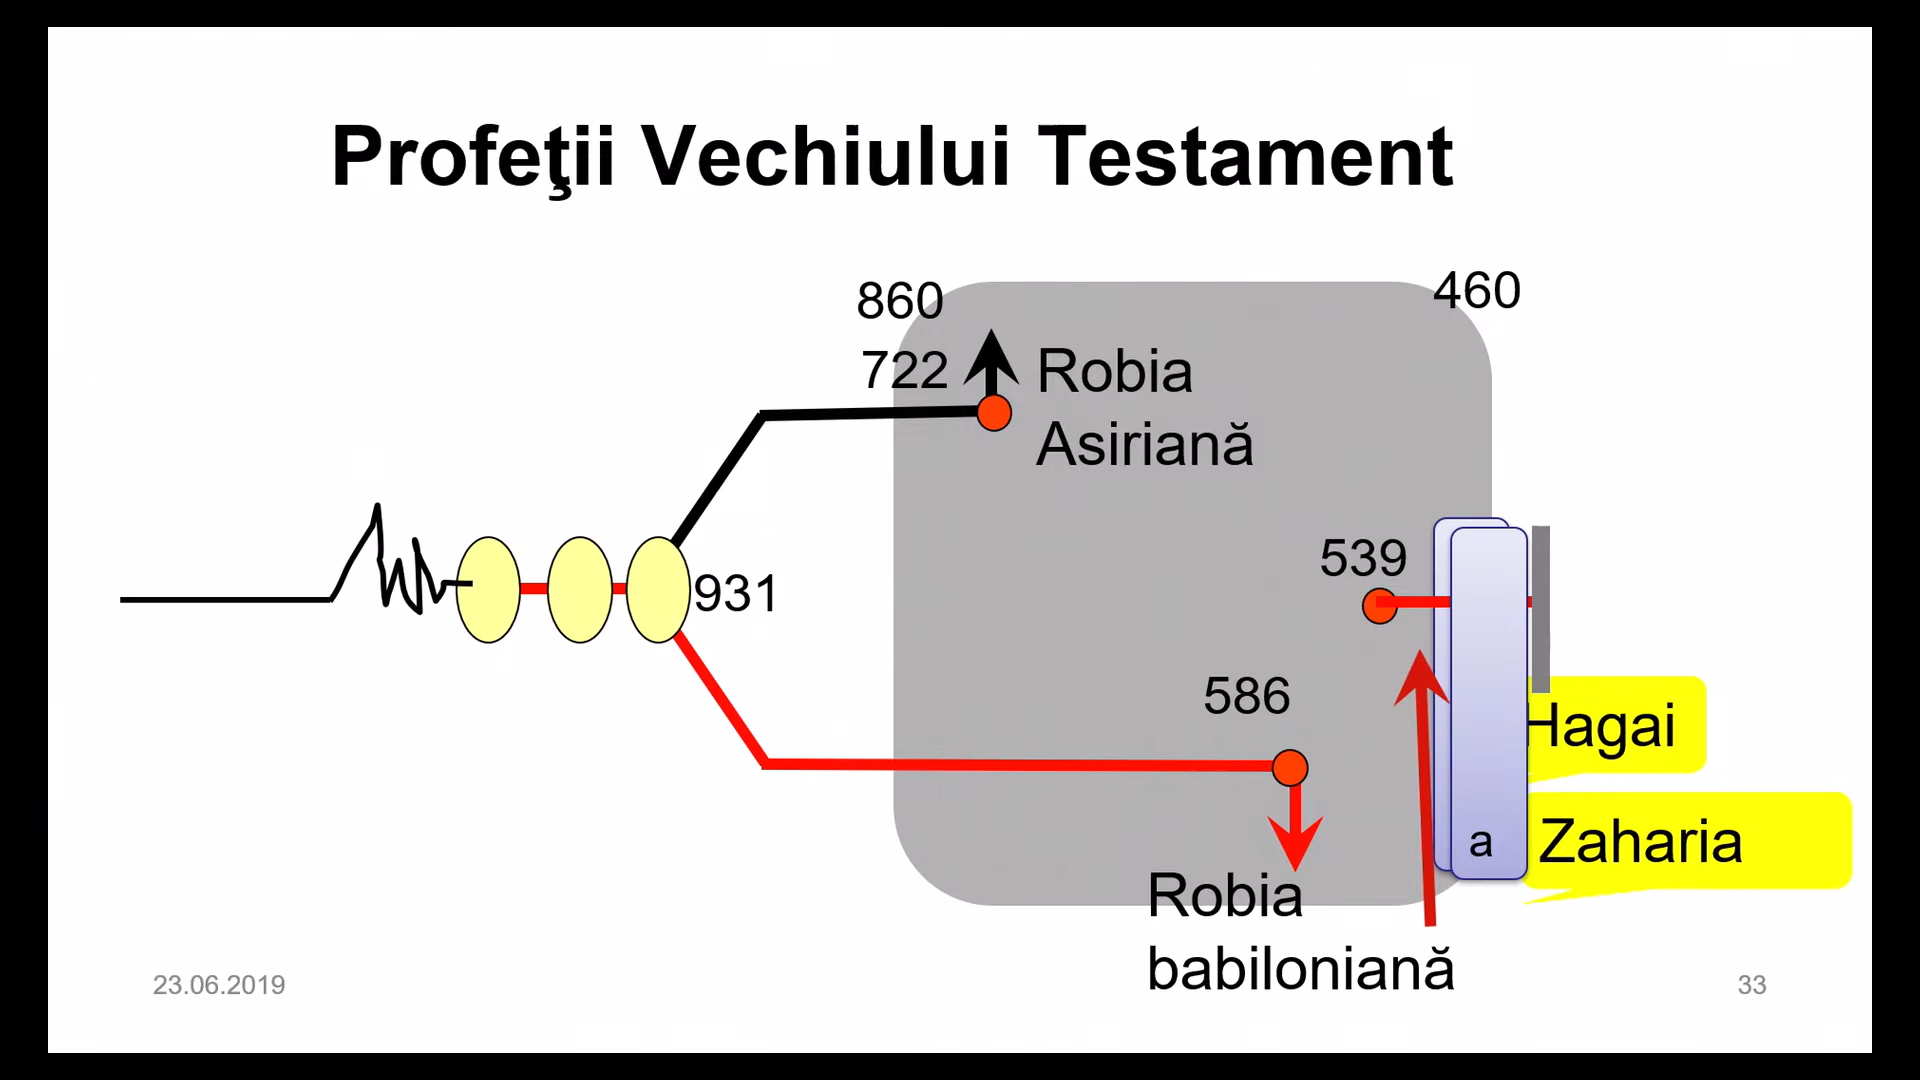 Profeţii Vechiului Testament
860
460
722
Robia
Asiriană
931
539
586
Hagai
a
Zaharia
Robia
babiloniană
23.06.2019
33